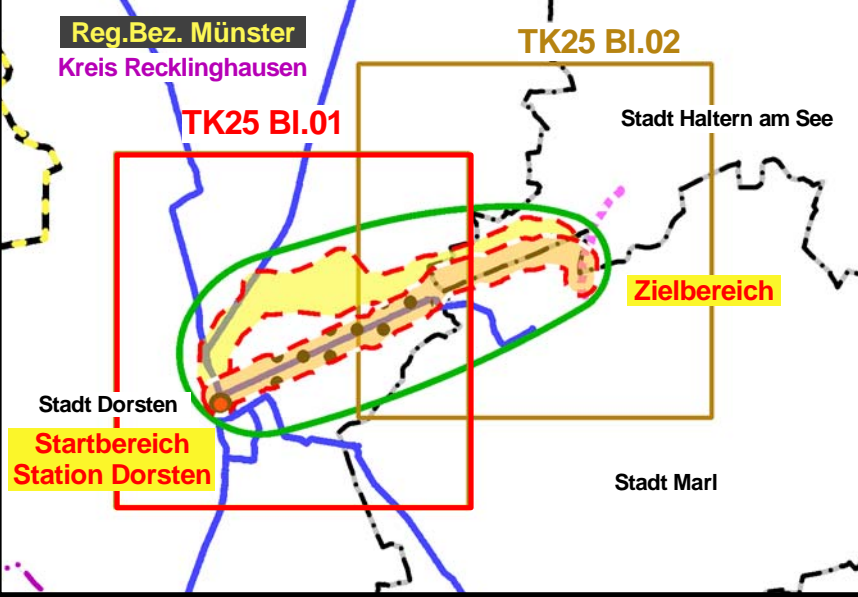 Reg.Bez. Münster
Kreis Recklinghausen
TK25 Bl.02
TK25 Bl.01
Stadt Haltern am See
Zielbereich
Stadt Dorsten
Startbereich
Station Dorsten
Stadt Marl